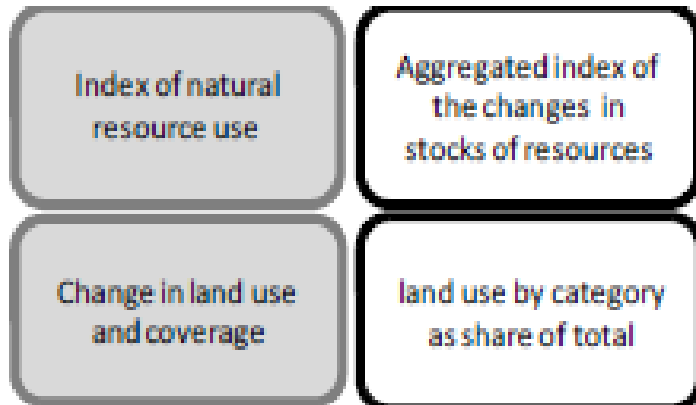 Index of natural
resource use
Aggregated index of
the changes in
stocks of resources
Change in land use
and coverage
land use by category
as share of total